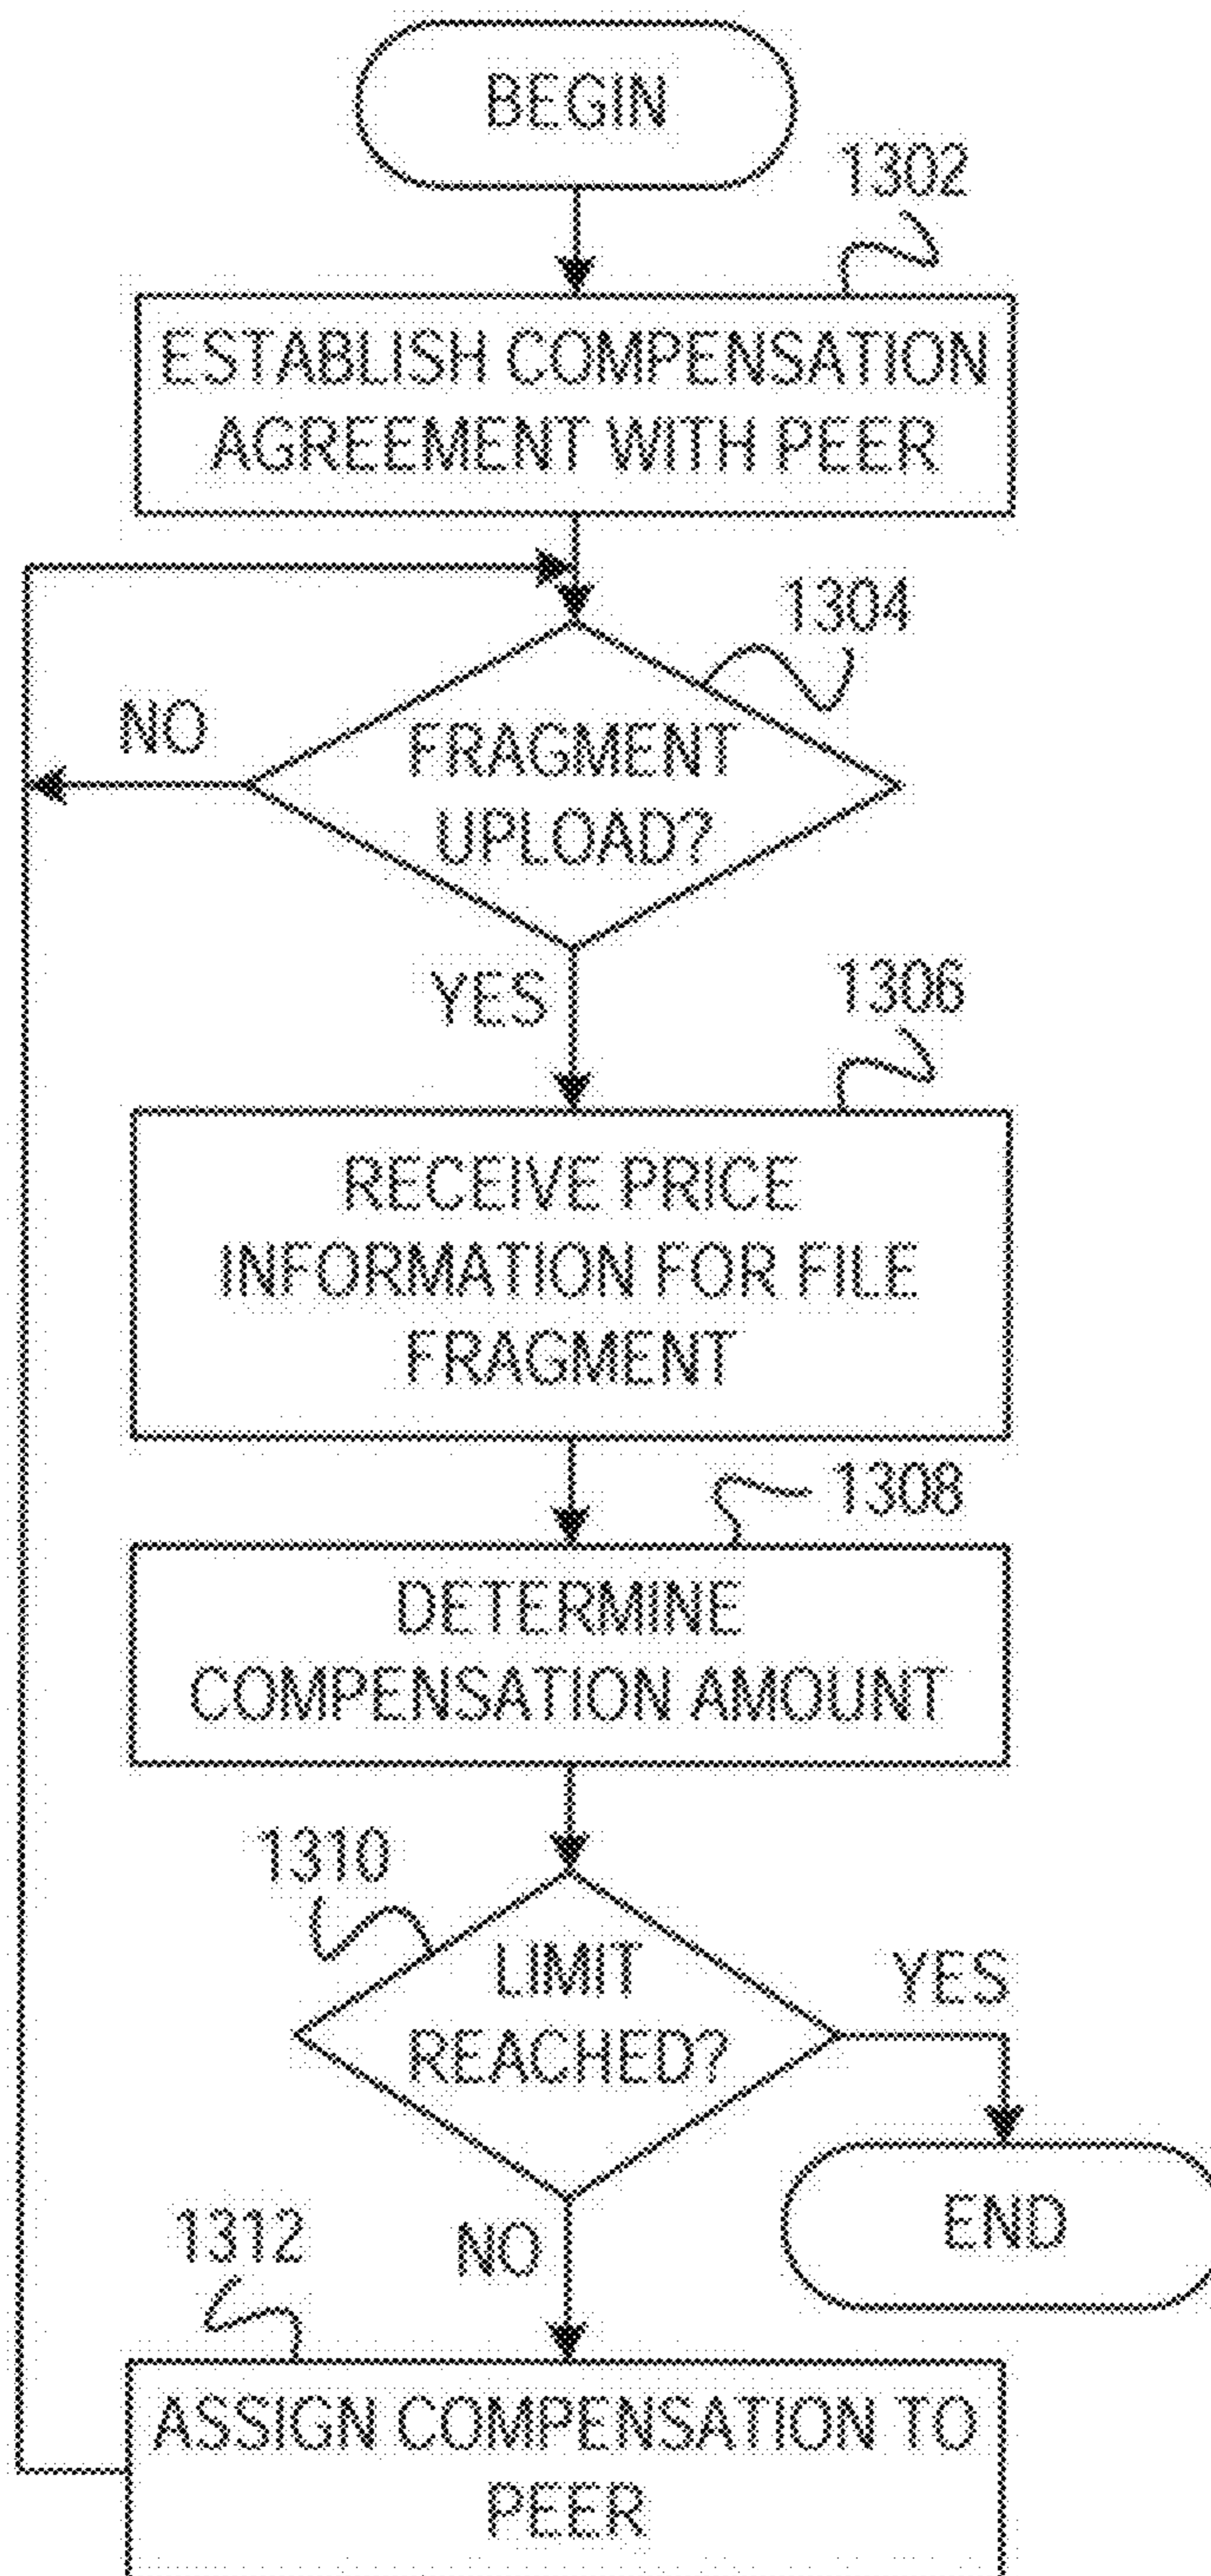 BEGIN
1302
ESTABLISH COMPENSATION
AGREEMENT WITH PEER
1304
NO
FRAGMENT
UPLOAD?
YES
1306
RECEIVE PRICE
INFORMATION FOR FILE
FRAGMENT
1308
DETERMINE
COMPENSATION AMOUNT
1310
LIMIT
REACHED?
YES
END
1312
NO
ASSIGN COMPENSATION TO
PEER